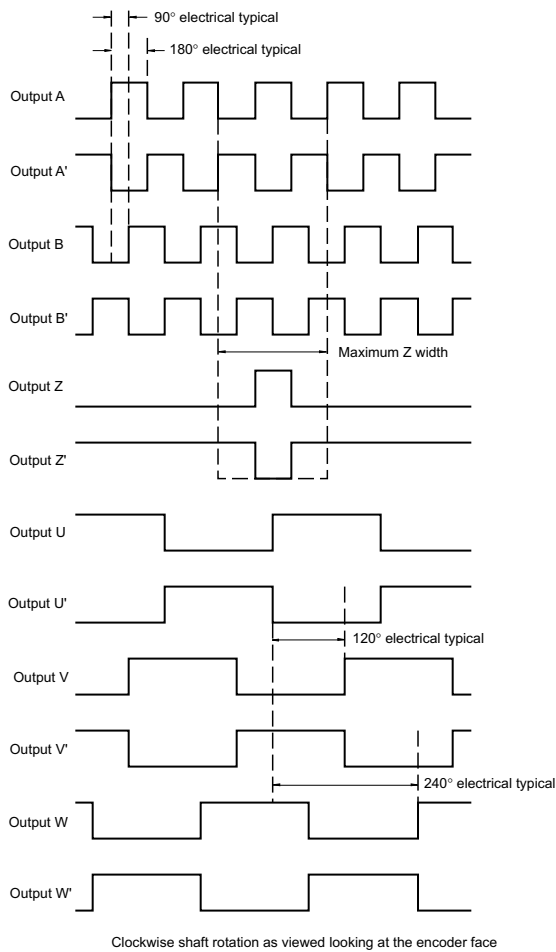 90° electrical typical
180° electrical typical
Output A
Output A'
Output B
Output B'
Maximum Z width
Output Z
Output Z'
Output U
Output U'
120° electrical typical
Output V
Output V'
240° electrical typical
Output W
Output W'
Clockwise shaft rotation as viewed looking at the encoder face